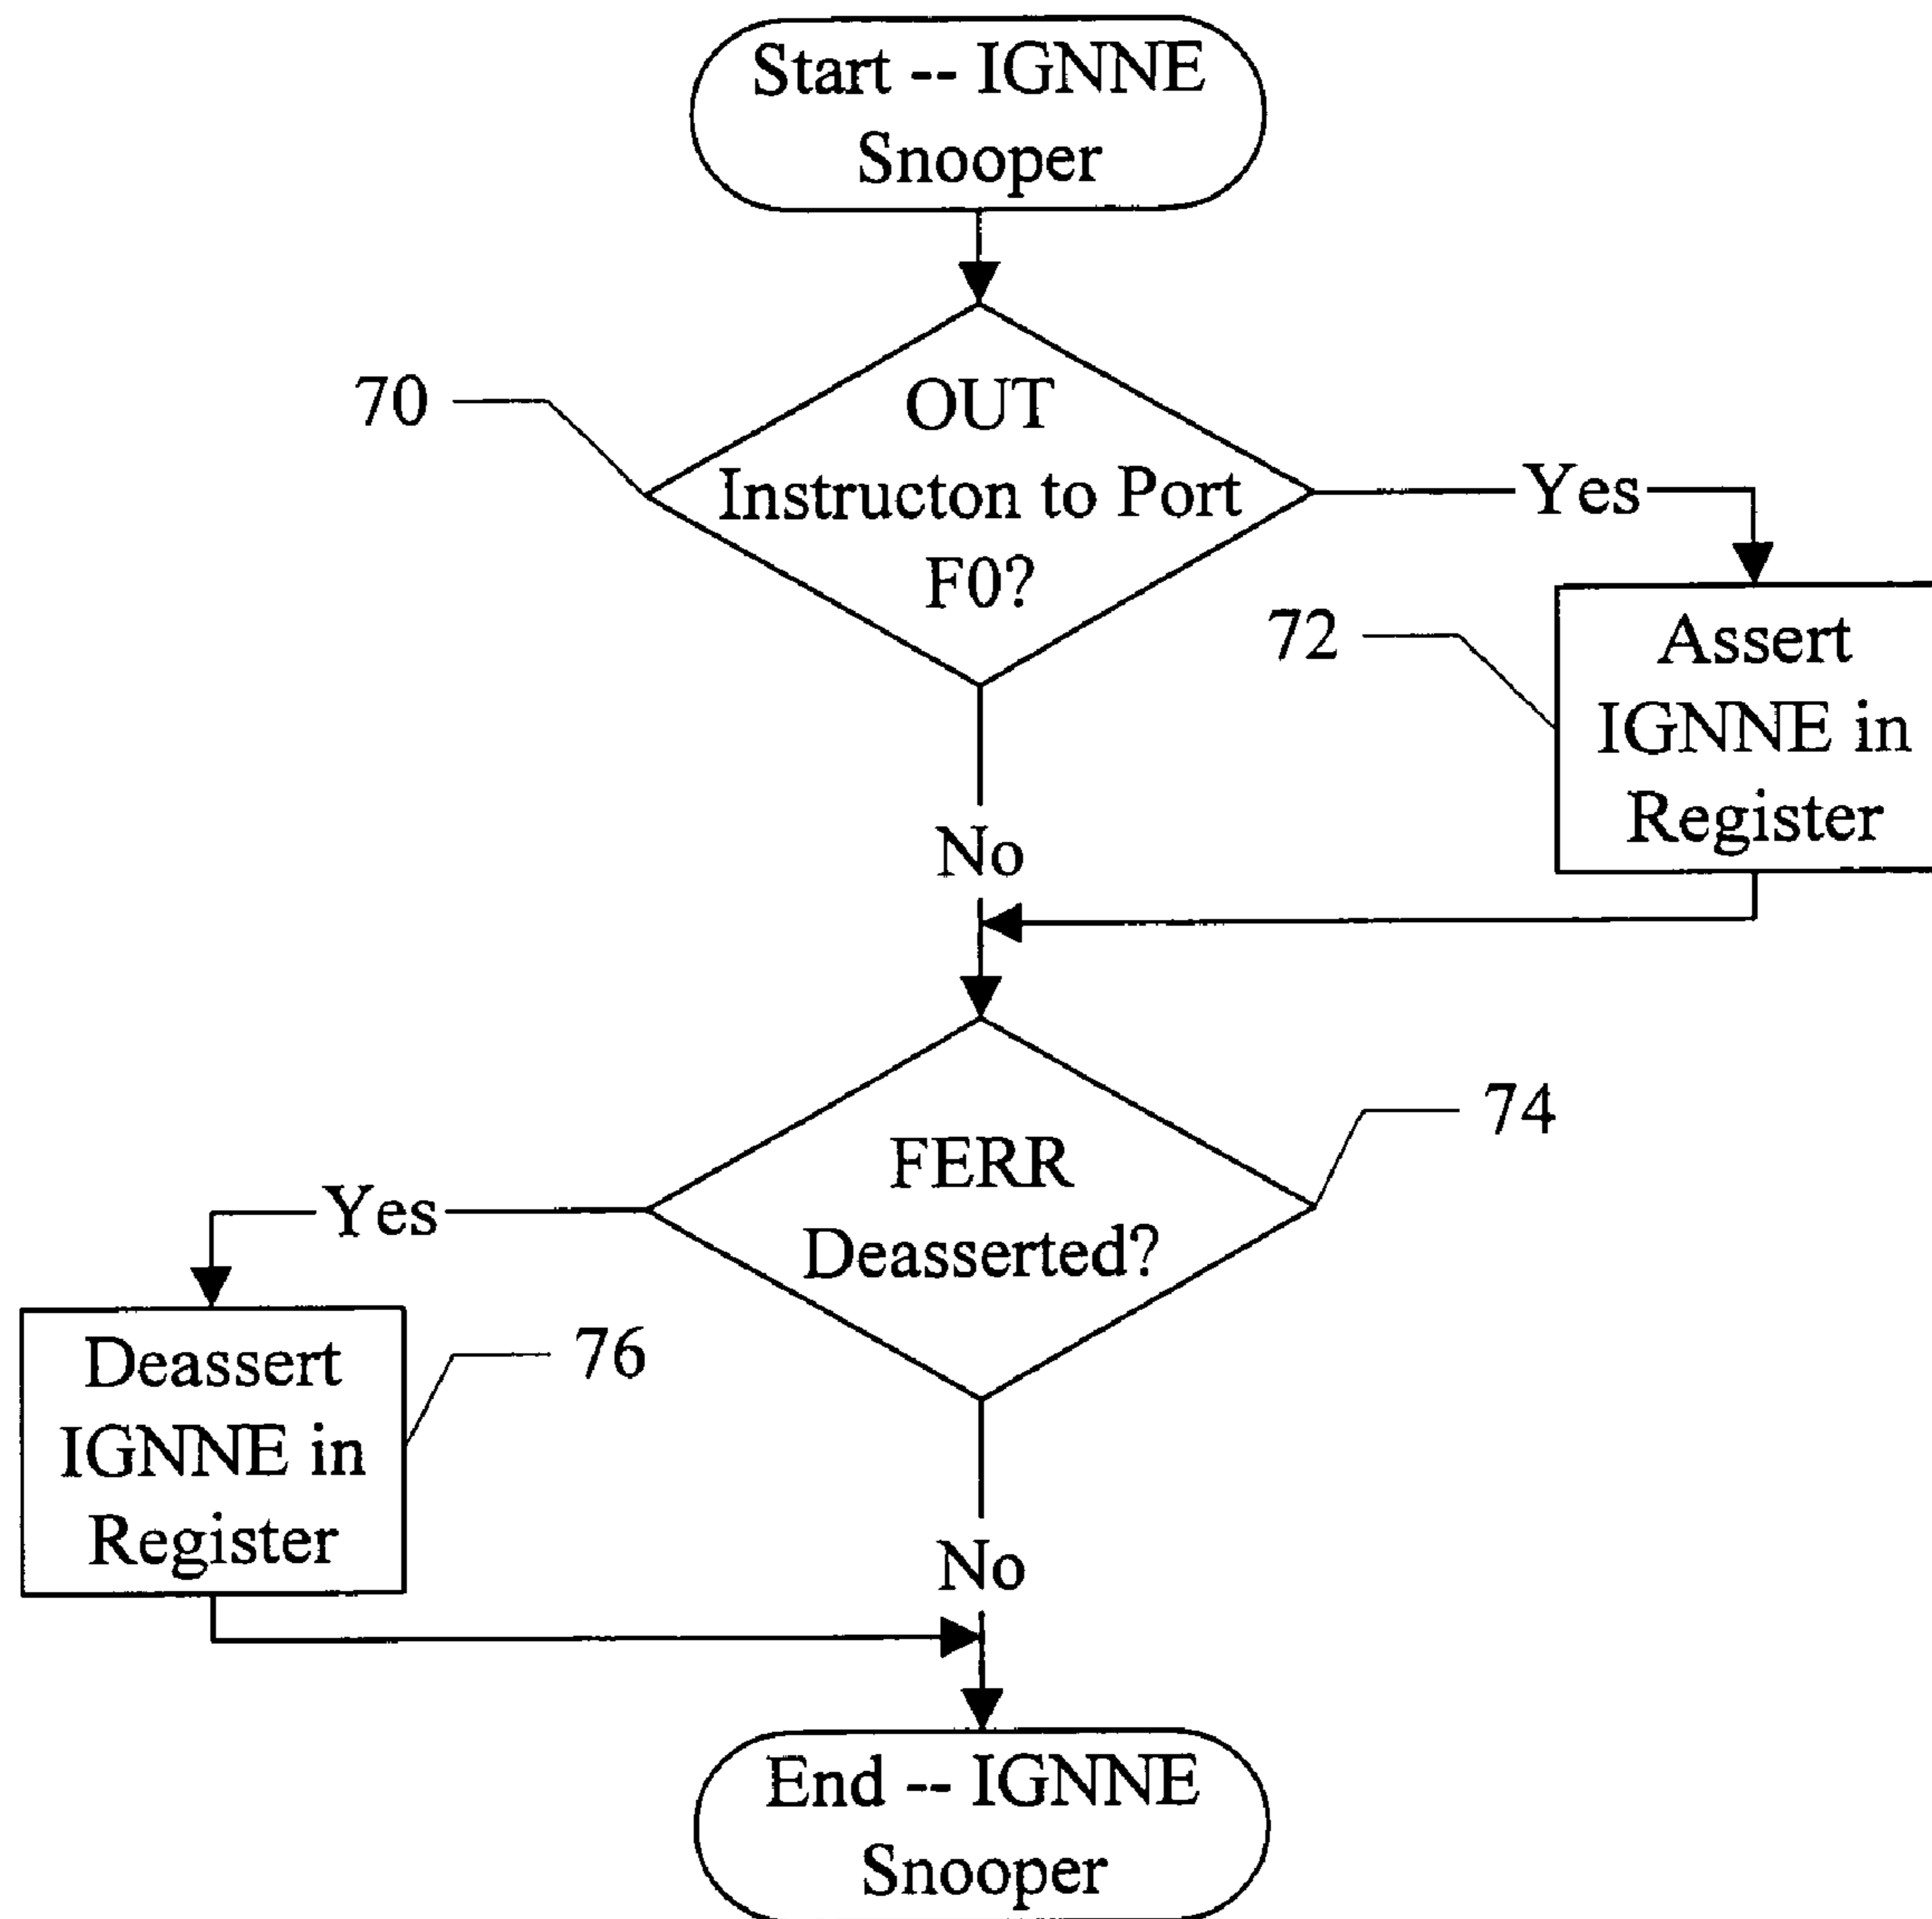 Start -- IGNNE
Snooper
70
OUT
Instructon to Port
F0?
Yes
72
Assert
IGNNE in
Register
No
74
FERR
Deasserted?
Yes
76
Deassert
IGNNE in
Register
No
End -- IGNNE
Snooper